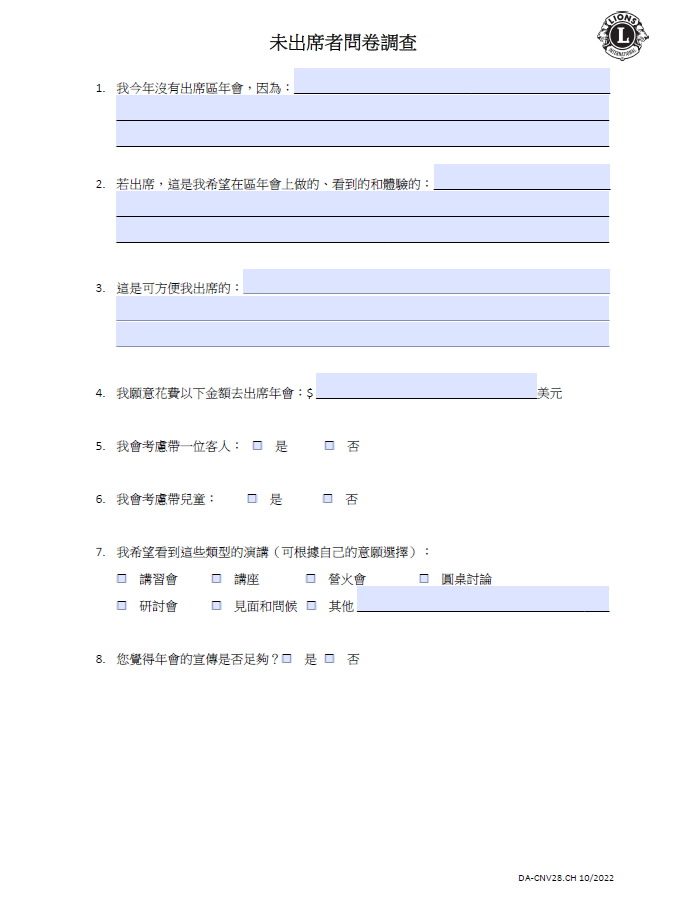 未出席者問卷調查
LIONS
L
INTERNATIONAL
1. 我今年沒有出席區年會，因為：
2. 若出席，這是我希望在區年會上做的、看到的和體驗的：
3. 這是可方便我出席的：
4. 我願意花費以下金額去出席年會：$ 美元
5. 我會考慮帶一位客人： ☐ 是 ☐ 否
6. 我會考慮帶兒童： ☐ 是 ☐ 否
7. 我希望看到這些類型的演講（可根據自己的意願選擇）：
☐ 講習會 ☐ 講座 ☐ 營火會 ☐ 圓桌討論
☐ 研討會 ☐ 見面和問候 ☐ 其他
8. 您覺得年會的宣傳是否足夠？☐ 是 ☐ 否
DA-CNV28.CH 10/2022